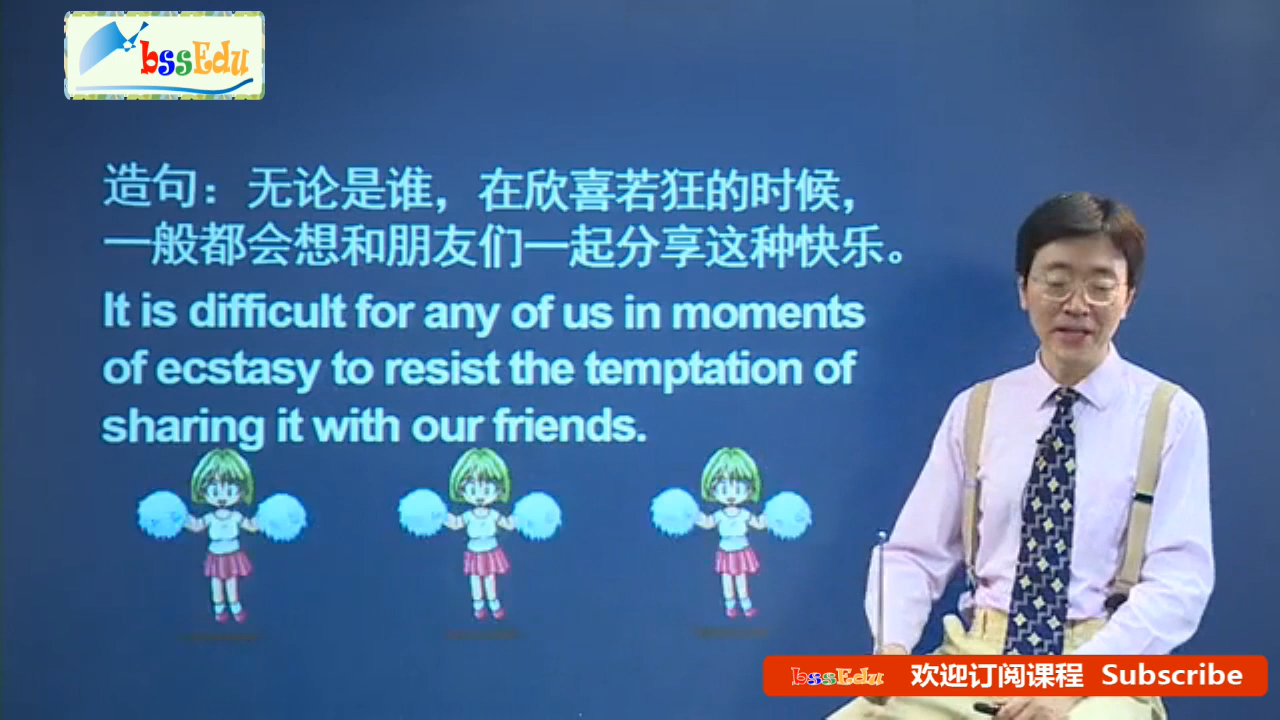 bssEdu
造句：无论是谁，在欣喜若狂的时候，
一般都会想和朋友们一起分享这种快乐。
It is difficult for any of us in moments
of ecstasy to resist the temptation of
sharing it with our friends.
bssEdu 欢迎订阅课程 Subscribe